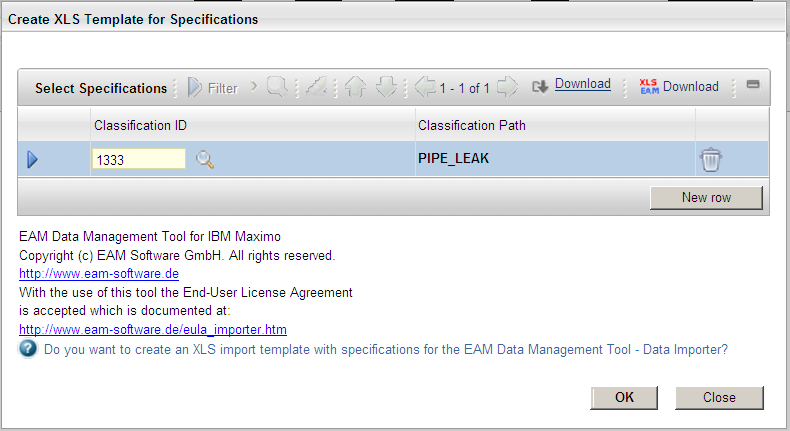 Create XLS Template for Specifications
Select Specifications Filter 1 - 1 of 1 Download XLS EAM Download
Classification ID Classification Path
1333 PIPE_LEAK
New row
EAM Data Management Tool for IBM Maximo
Copyright (c) EAM Software GmbH. All rights reserved.
http://www.eam-software.de
With the use of this tool the End-User License Agreement
is accepted which is documented at:
http://www.eam-software.de/eula_importer.htm
? Do you want to create an XLS import template with specifications for the EAM Data Management Tool - Data Importer?
OK Close